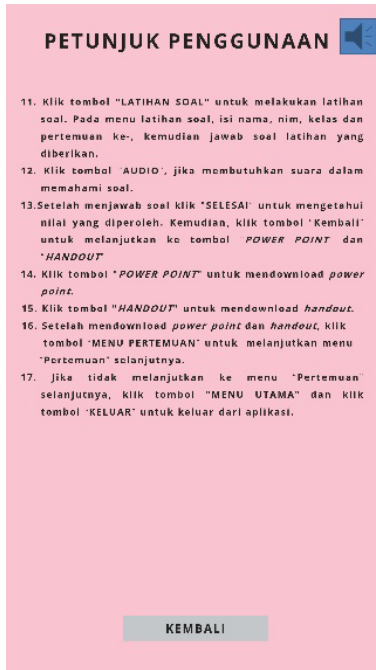 PETUNJUK PENGGUNAAN
11. Klik tombol "LATIHAN SOAL" untuk melakukan latihan
soal. Pada menu latihan soal, isi nama, nim, kelas dan
pertemuan ke-, kemudian jawab soal latihan yang
diberikan.
12. Klik tombol "AUDIO", jika membutuhkan suara dalam
memahami soal.
13.Setelah menjawab soal klik "SELESAI" untuk mengetahui
nilai yang diperoleh. Kemudian, klik tombol "Kembali"
untuk melanjutkan ke tombol "POWER POINT" dan
"HANDOUT"
14. Klik tombol "POWER POINT" untuk mendownload power
point.
15. Klik tombol "HANDOUT" untuk mendownload handout.
16. Setelah mendownload power point dan handout, klik
tombol "MENU PERTEMUAN" untuk melanjutkan menu
"Pertemuan" selanjutnya.
17. Jika tidak melanjutkan ke menu "Pertemuan"
selanjutnya, klik tombol "MENU UTAMA" dan klik
tombol "KELUAR" untuk keluar dari aplikasi.
KEMBALI